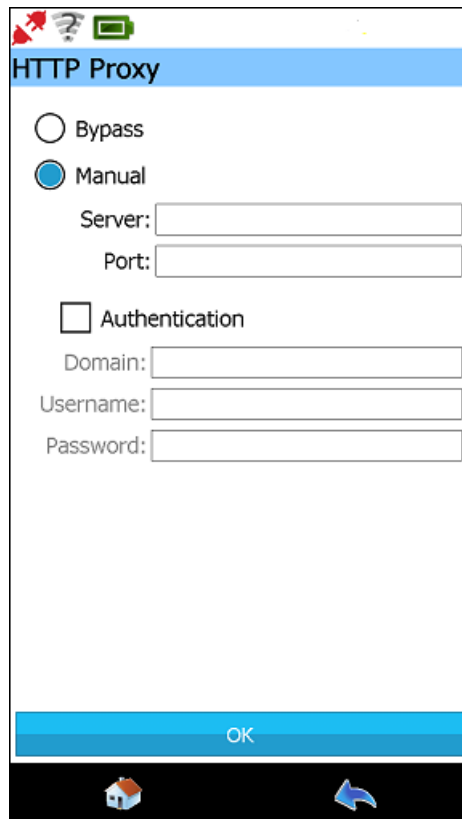 HTTP Proxy
Bypass
Manual
Server:
Port:
Authentication
Domain:
Username:
Password:
OK